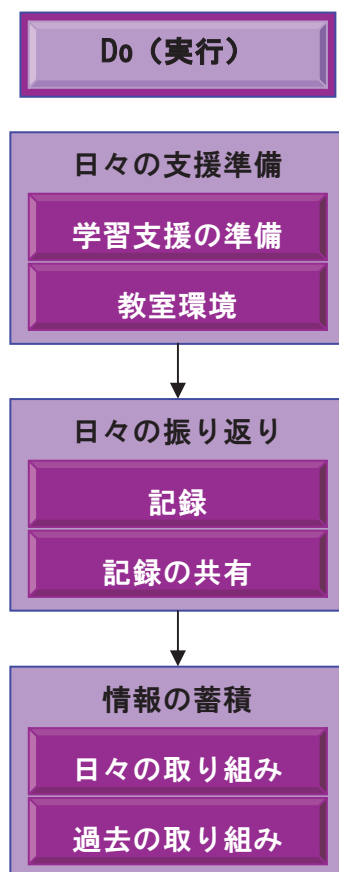 Do（実行）
日々の支援準備
学習支援の準備
教室環境
日々の振り返り
記録
記録の共有
情報の蓄積
日々の取り組み
過去の取り組み